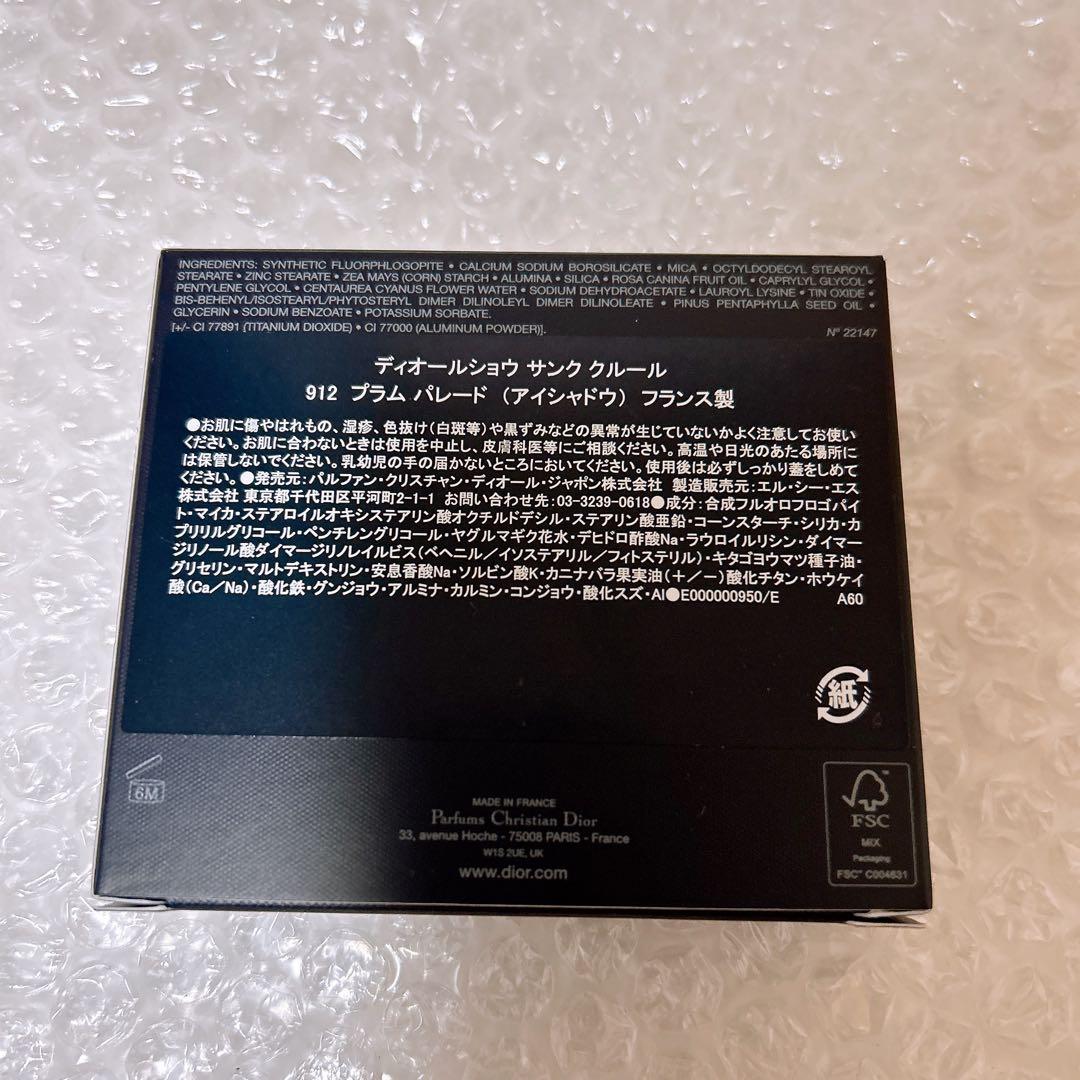 INGREDIENTS: SYNTHETIC FLUORPHLOGOPITE • CALCIUM SODIUM BOROSILICATE • MICA • OCTYLDODECYL STEAROYL
STEARATE • ZINC STEARATE • ZEA MAYS (CORN) STARCH • ALUMINA • SILICA • ROSA CANINA FRUIT OIL • CAPRYLYL GLYCOL •
PENTYLENE GLYCOL • CENTAUREA CYANUS FLOWER WATER • SODIUM DEHYDROACETATE • LAUROYL LYSINE • TIN OXIDE •
BIS-BEHENYL/ISOSTEARYL/PHYTOSTERYL DIMER DILINOLEYL DIMER DILINOLEATE • PINUS PENTAPHYLLA SEED OIL •
GLYCERIN • SODIUM BENZOATE • POTASSIUM SORBATE.
[+/- CI 77891 (TITANIUM DIOXIDE) • CI 77000 (ALUMINUM POWDER)]. N° 22147
ディオールショウ サンク クルール
912 プラム パレード (アイシャドウ) フランス製
●お肌に傷やはれもの、湿疹、色抜け(白斑等)や黒ずみなどの異常が生じていないかよく注意してお使い
ください。お肌に合わないときは使用を中止し、皮膚科医等にご相談ください。高温や日光のあたる場所に
は保管しないでください。乳幼児の手の届かないところにおいてください。使用後は必ずしっかり蓋をしめて
ください。●発売元:パルファン・クリスチャン・ディオール・ジャポン株式会社 製造販売元:エル・シー・エス
株式会社 東京都千代田区平河町2-1-1 お問い合わせ先:03-3239-0618●成分:合成フルオロフロゴパイ
ト・マイカ・ステアロイルオキシステアリン酸オクチルドデシル・ステアリン酸亜鉛・コーンスターチ・シリカ・カ
プリリルグリコール・ペンチレングリコール・ヤグルマギク花水・デヒドロ酢酸Na・ラウロイルリシン・ダイマー
ジリノール酸ダイマージリノレイルビス(ベヘニル/イソステアリル/フィトステリル)・キタゴヨウマツ種子油・
グリセリン・マルトデキストリン・安息香酸Na・ソルビン酸K・カニナバラ果実油(+/-)酸化チタン・ホウケイ
酸(Ca/Na)・酸化鉄・グンジョウ・アルミナ・カルミン・コンジョウ・酸化スズ・Al●E000000950/E A60
紙
6M
MADE IN FRANCE
Parfums Christian Dior
33, avenue Hoche - 75008 PARIS - France
W1S 2UE, UK
www.dior.com
FSC
MIX
Packaging
FSC™ C004631